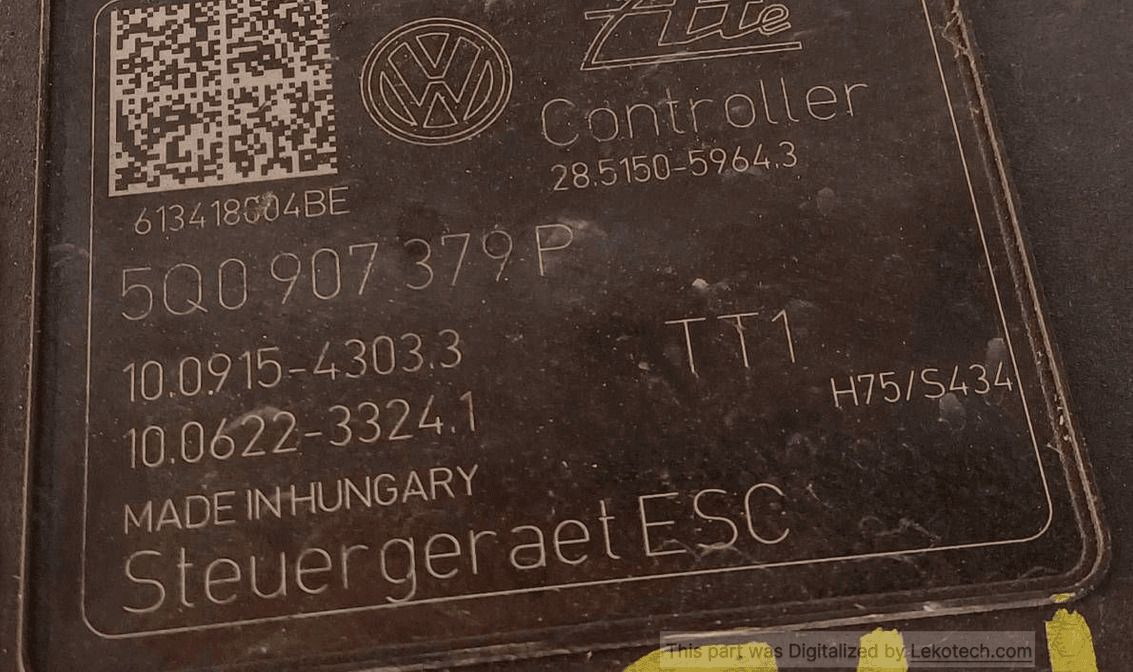 Ate
Controller
28.5150-5964.3
5Q0 907 379 P
10.0915-4303.3
TT1
H75/S434
10.0622-3324.1
MADE IN HUNGARY
Steuergeraet ESC
This part was Digitalized by Lekotech.com